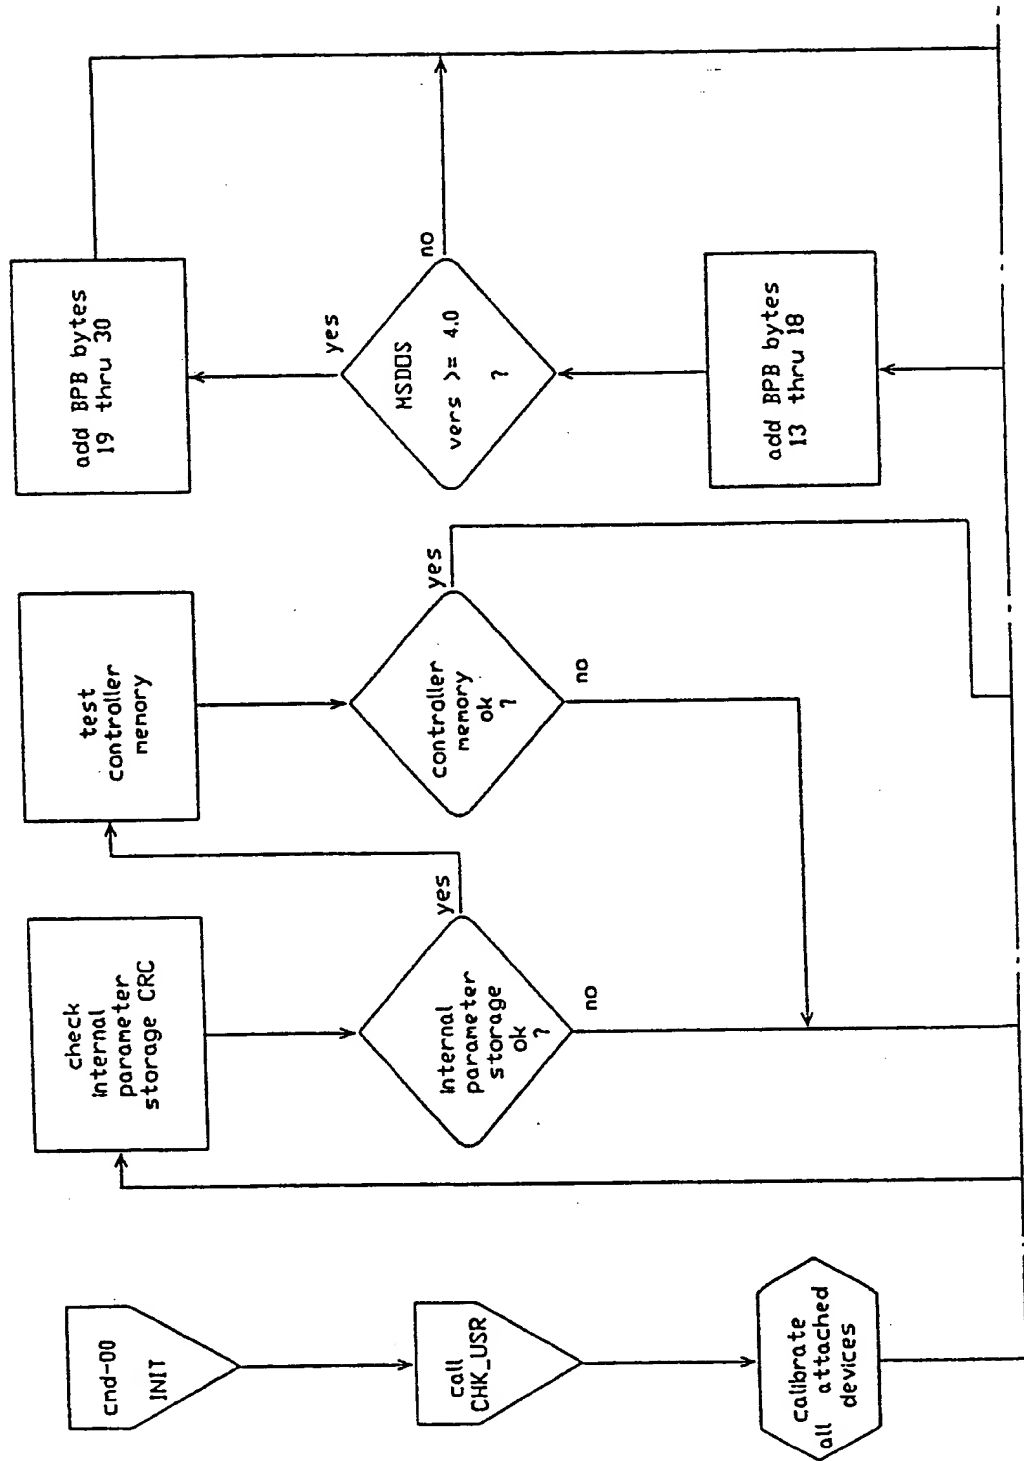 cmd-00
INIT
call
CHK_USR
calibrate
all attached
devices
check
internal
parameter
storage CRC
internal
parameter
storage
ok
?
yes
no
test
controller
memory
controller
memory
ok
?
yes
no
add BPB bytes
19 thru 30
MSDOS
vers >= 4.0
?
yes
no
add BPB bytes
13 thru 18